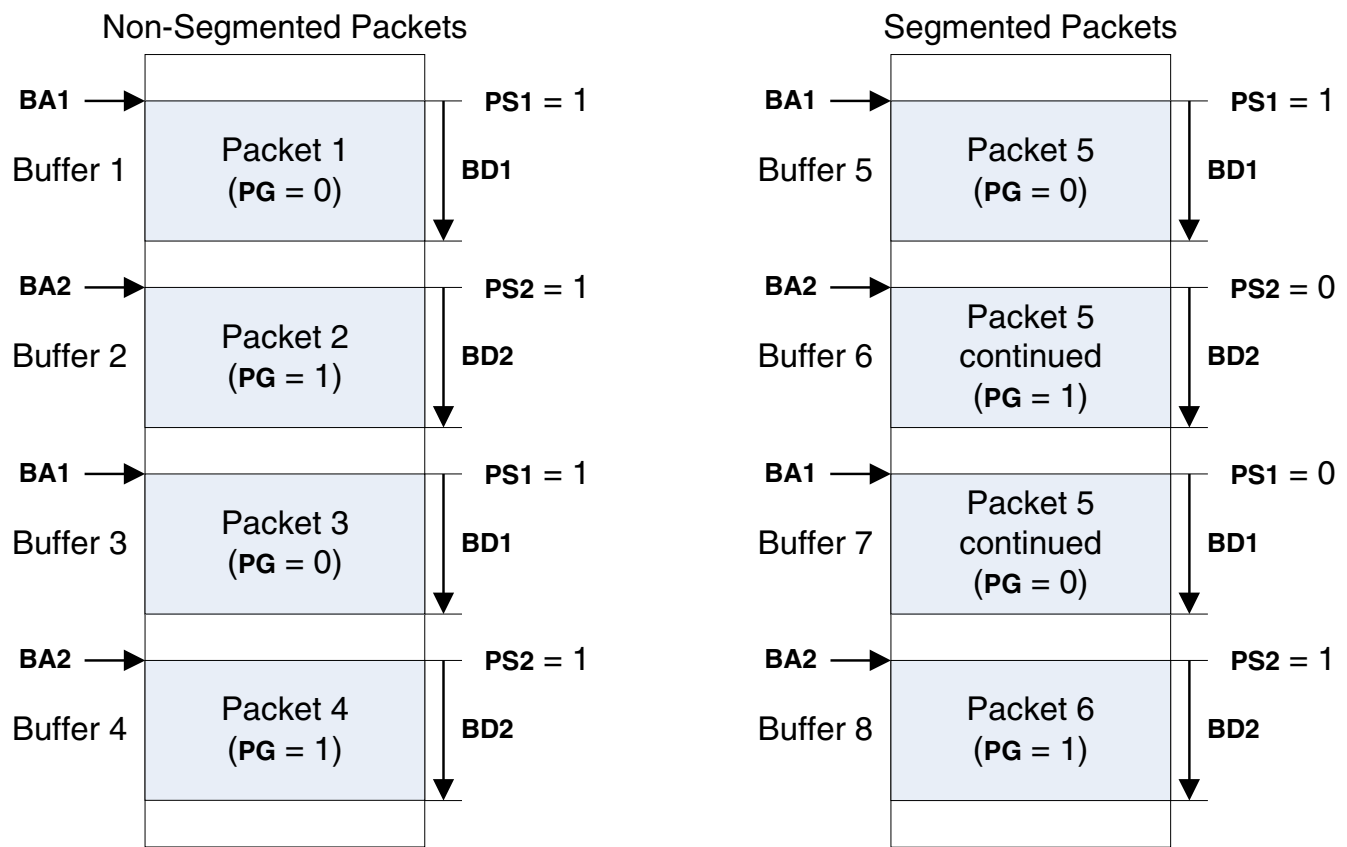 Non-Segmented Packets
BA1
PS1 = 1
Buffer 1
Packet 1
(PG = 0)
BD1
BA2
PS2 = 1
Buffer 2
Packet 2
(PG = 1)
BD2
BA1
PS1 = 1
Buffer 3
Packet 3
(PG = 0)
BD1
BA2
PS2 = 1
Buffer 4
Packet 4
(PG = 1)
BD2
Segmented Packets
BA1
PS1 = 1
Buffer 5
Packet 5
(PG = 0)
BD1
BA2
PS2 = 0
Buffer 6
Packet 5
continued
(PG = 1)
BD2
BA1
PS1 = 0
Buffer 7
Packet 5
continued
(PG = 0)
BD1
BA2
PS2 = 1
Buffer 8
Packet 6
(PG = 1)
BD2